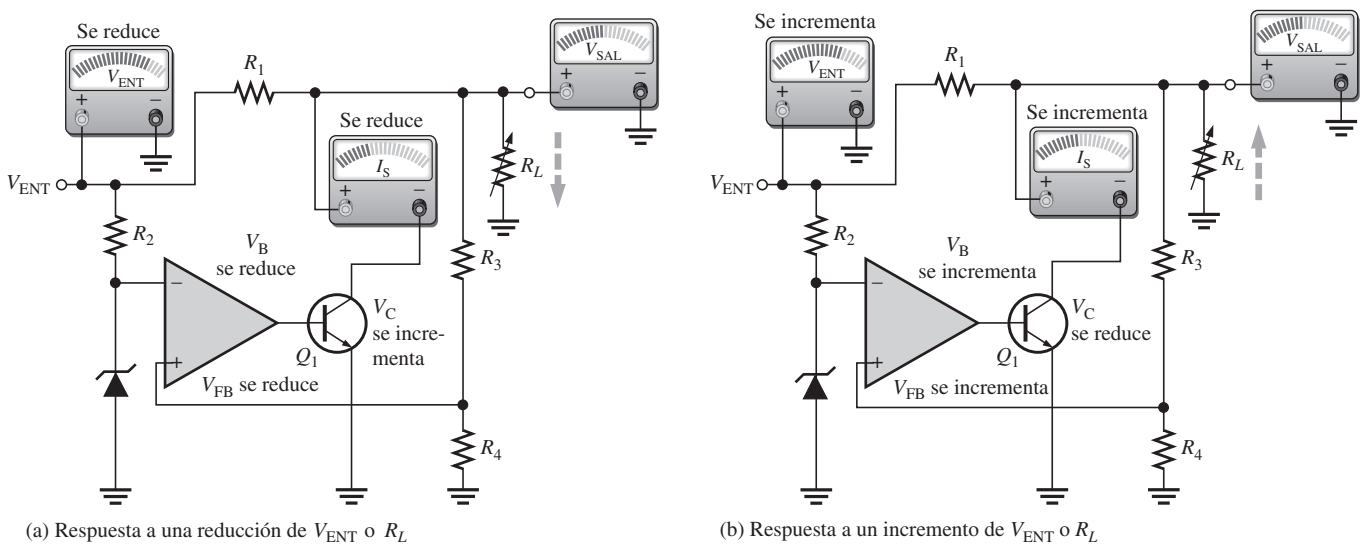 Se reduce
V_ENT
+ −
R_1
V_SAL
+ −
Se reduce
I_S
+ −
R_L
V_ENT
R_2
V_B
se reduce
R_3
−
V_C
se incre-
menta
Q_1
+
V_FB se reduce
R_4
(a) Respuesta a una reducción de V_ENT o R_L
Se incrementa
V_ENT
+ −
R_1
V_SAL
+ −
Se incrementa
I_S
+ −
R_L
V_ENT
R_2
V_B
se incrementa
R_3
−
V_C
se reduce
Q_1
+
V_FB se incrementa
R_4
(b) Respuesta a un incremento de V_ENT o R_L